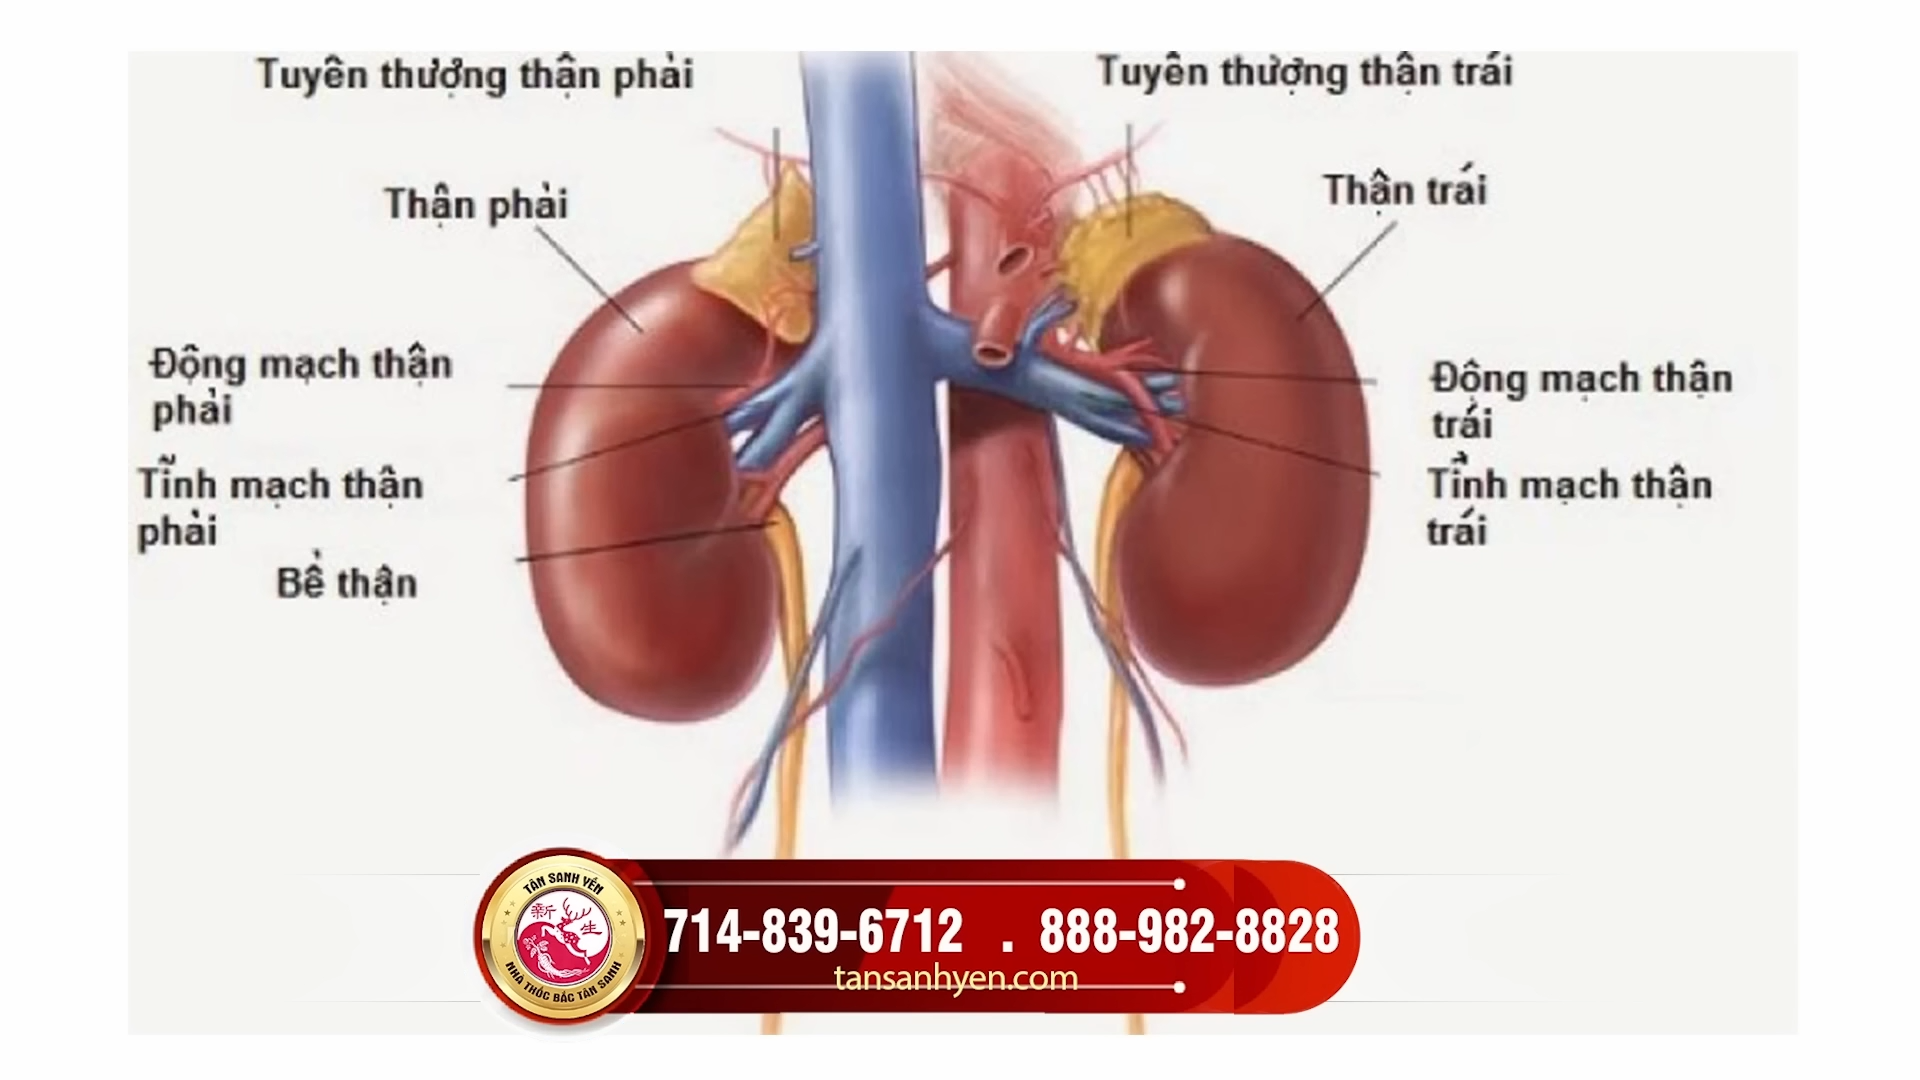 Tuyên thượng thận phải
Tuyên thượng thận trái
Thận phải
Thận trái
Động mạch thận
phải
Động mạch thận
trái
Tĩnh mạch thận
phải
Tỉnh mạch thận
trái
Bể thận
TÂN SANH YÊN
新 生
NHÀ THUỐC BẮC TÂN SANH
714-839-6712 . 888-982-8828
tansanhyen.com